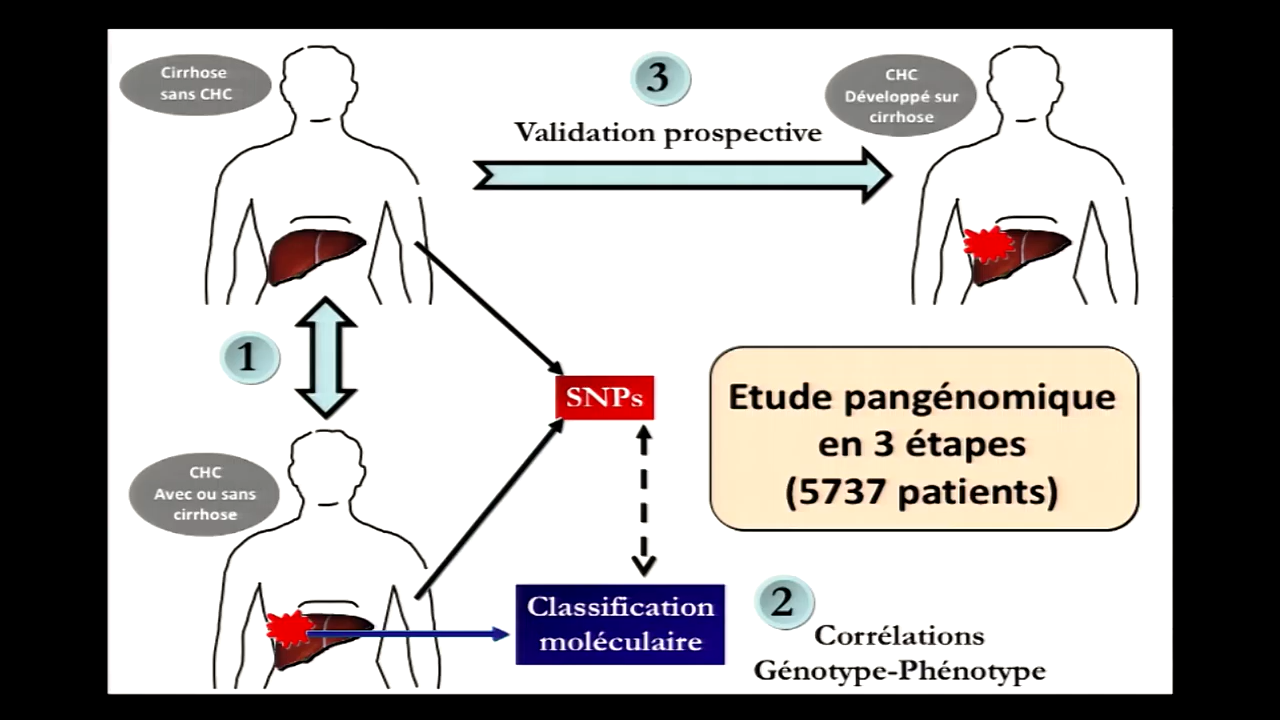 Cirrhose
sans CHC
3
Validation prospective
CHC
Développé sur
cirrhose
1
SNPs
Etude pangénomique
en 3 étapes
(5737 patients)
CHC
Avec ou sans
cirrhose
Classification
moléculaire
2
Corrélations
Génotype-Phénotype